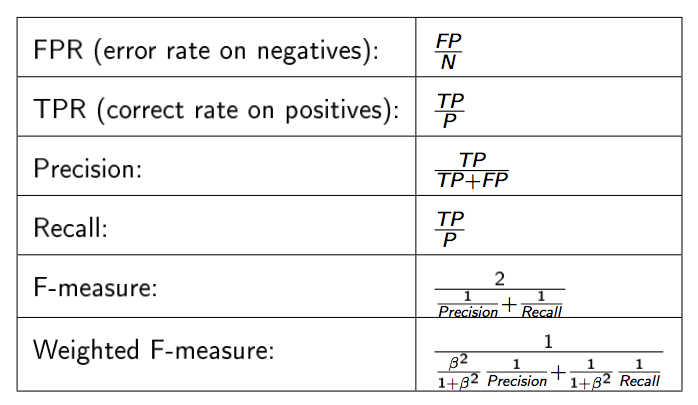 FPR (error rate on negatives): FP/N
TPR (correct rate on positives): TP/P
Precision: TP/(TP+FP)
Recall: TP/P
F-measure: 2/(1/Precision + 1/Recall)
Weighted F-measure: 1/(β²/(1+β²) 1/Precision + 1/(1+β²) 1/Recall)